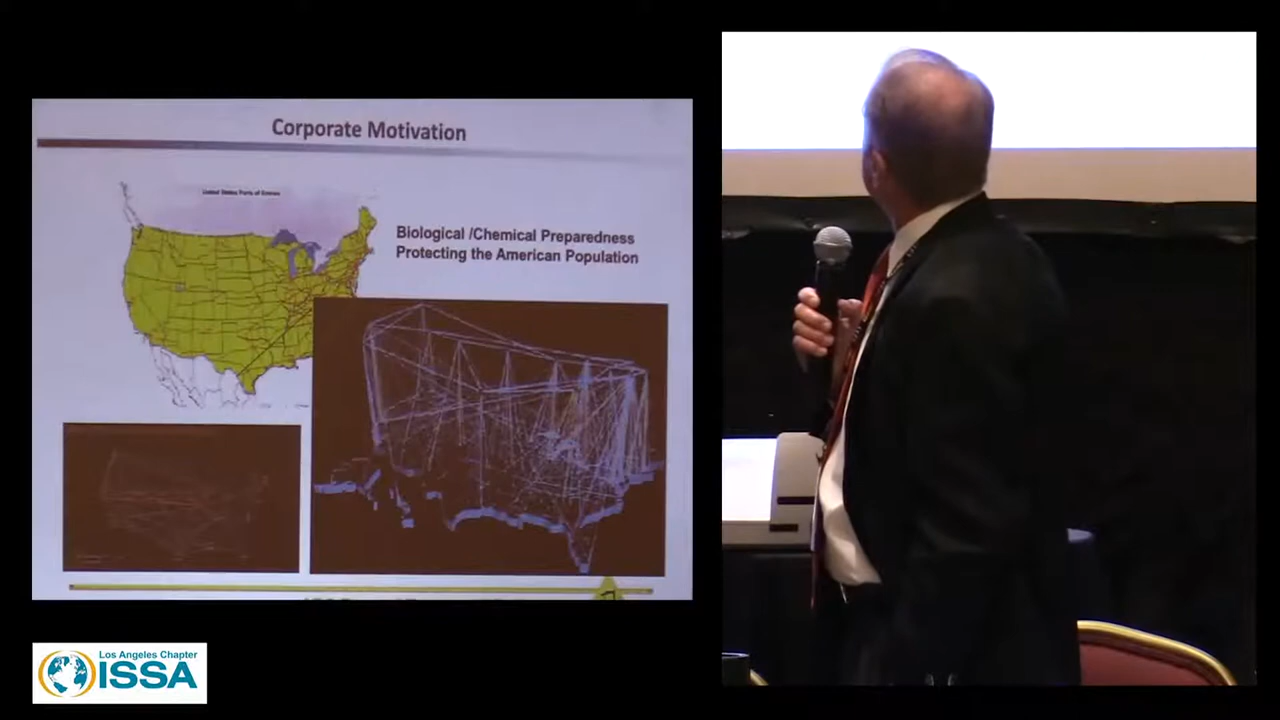 Corporate Motivation
Biological /Chemical Preparedness
Protecting the American Population
Los Angeles Chapter
ISSA